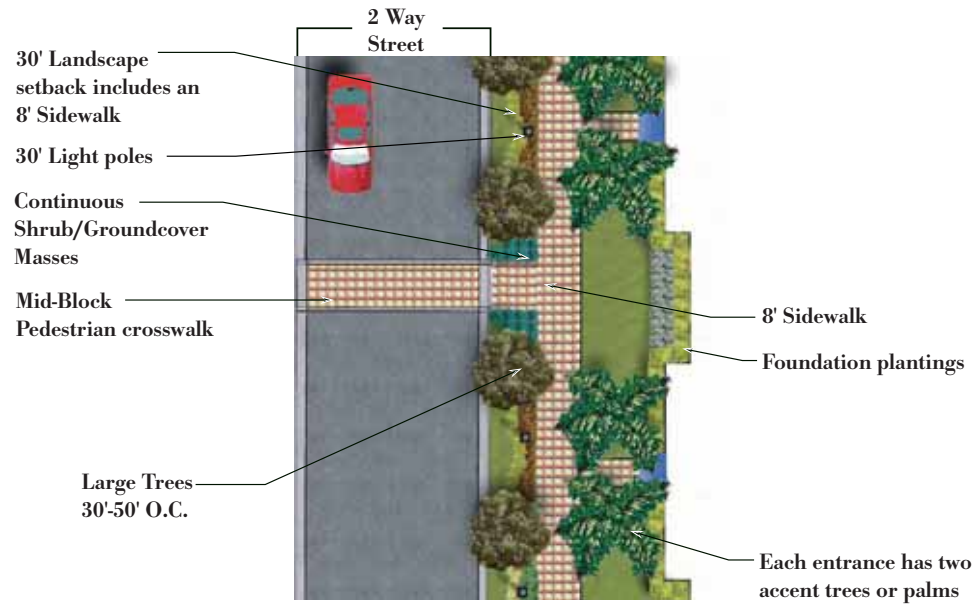 2 Way
Street
30' Landscape
setback includes an
8' Sidewalk
30' Light poles
Continuous
Shrub/Groundcover
Masses
Mid-Block
Pedestrian crosswalk
8' Sidewalk
Foundation plantings
Large Trees
30'-50' O.C.
Each entrance has two
accent trees or palms